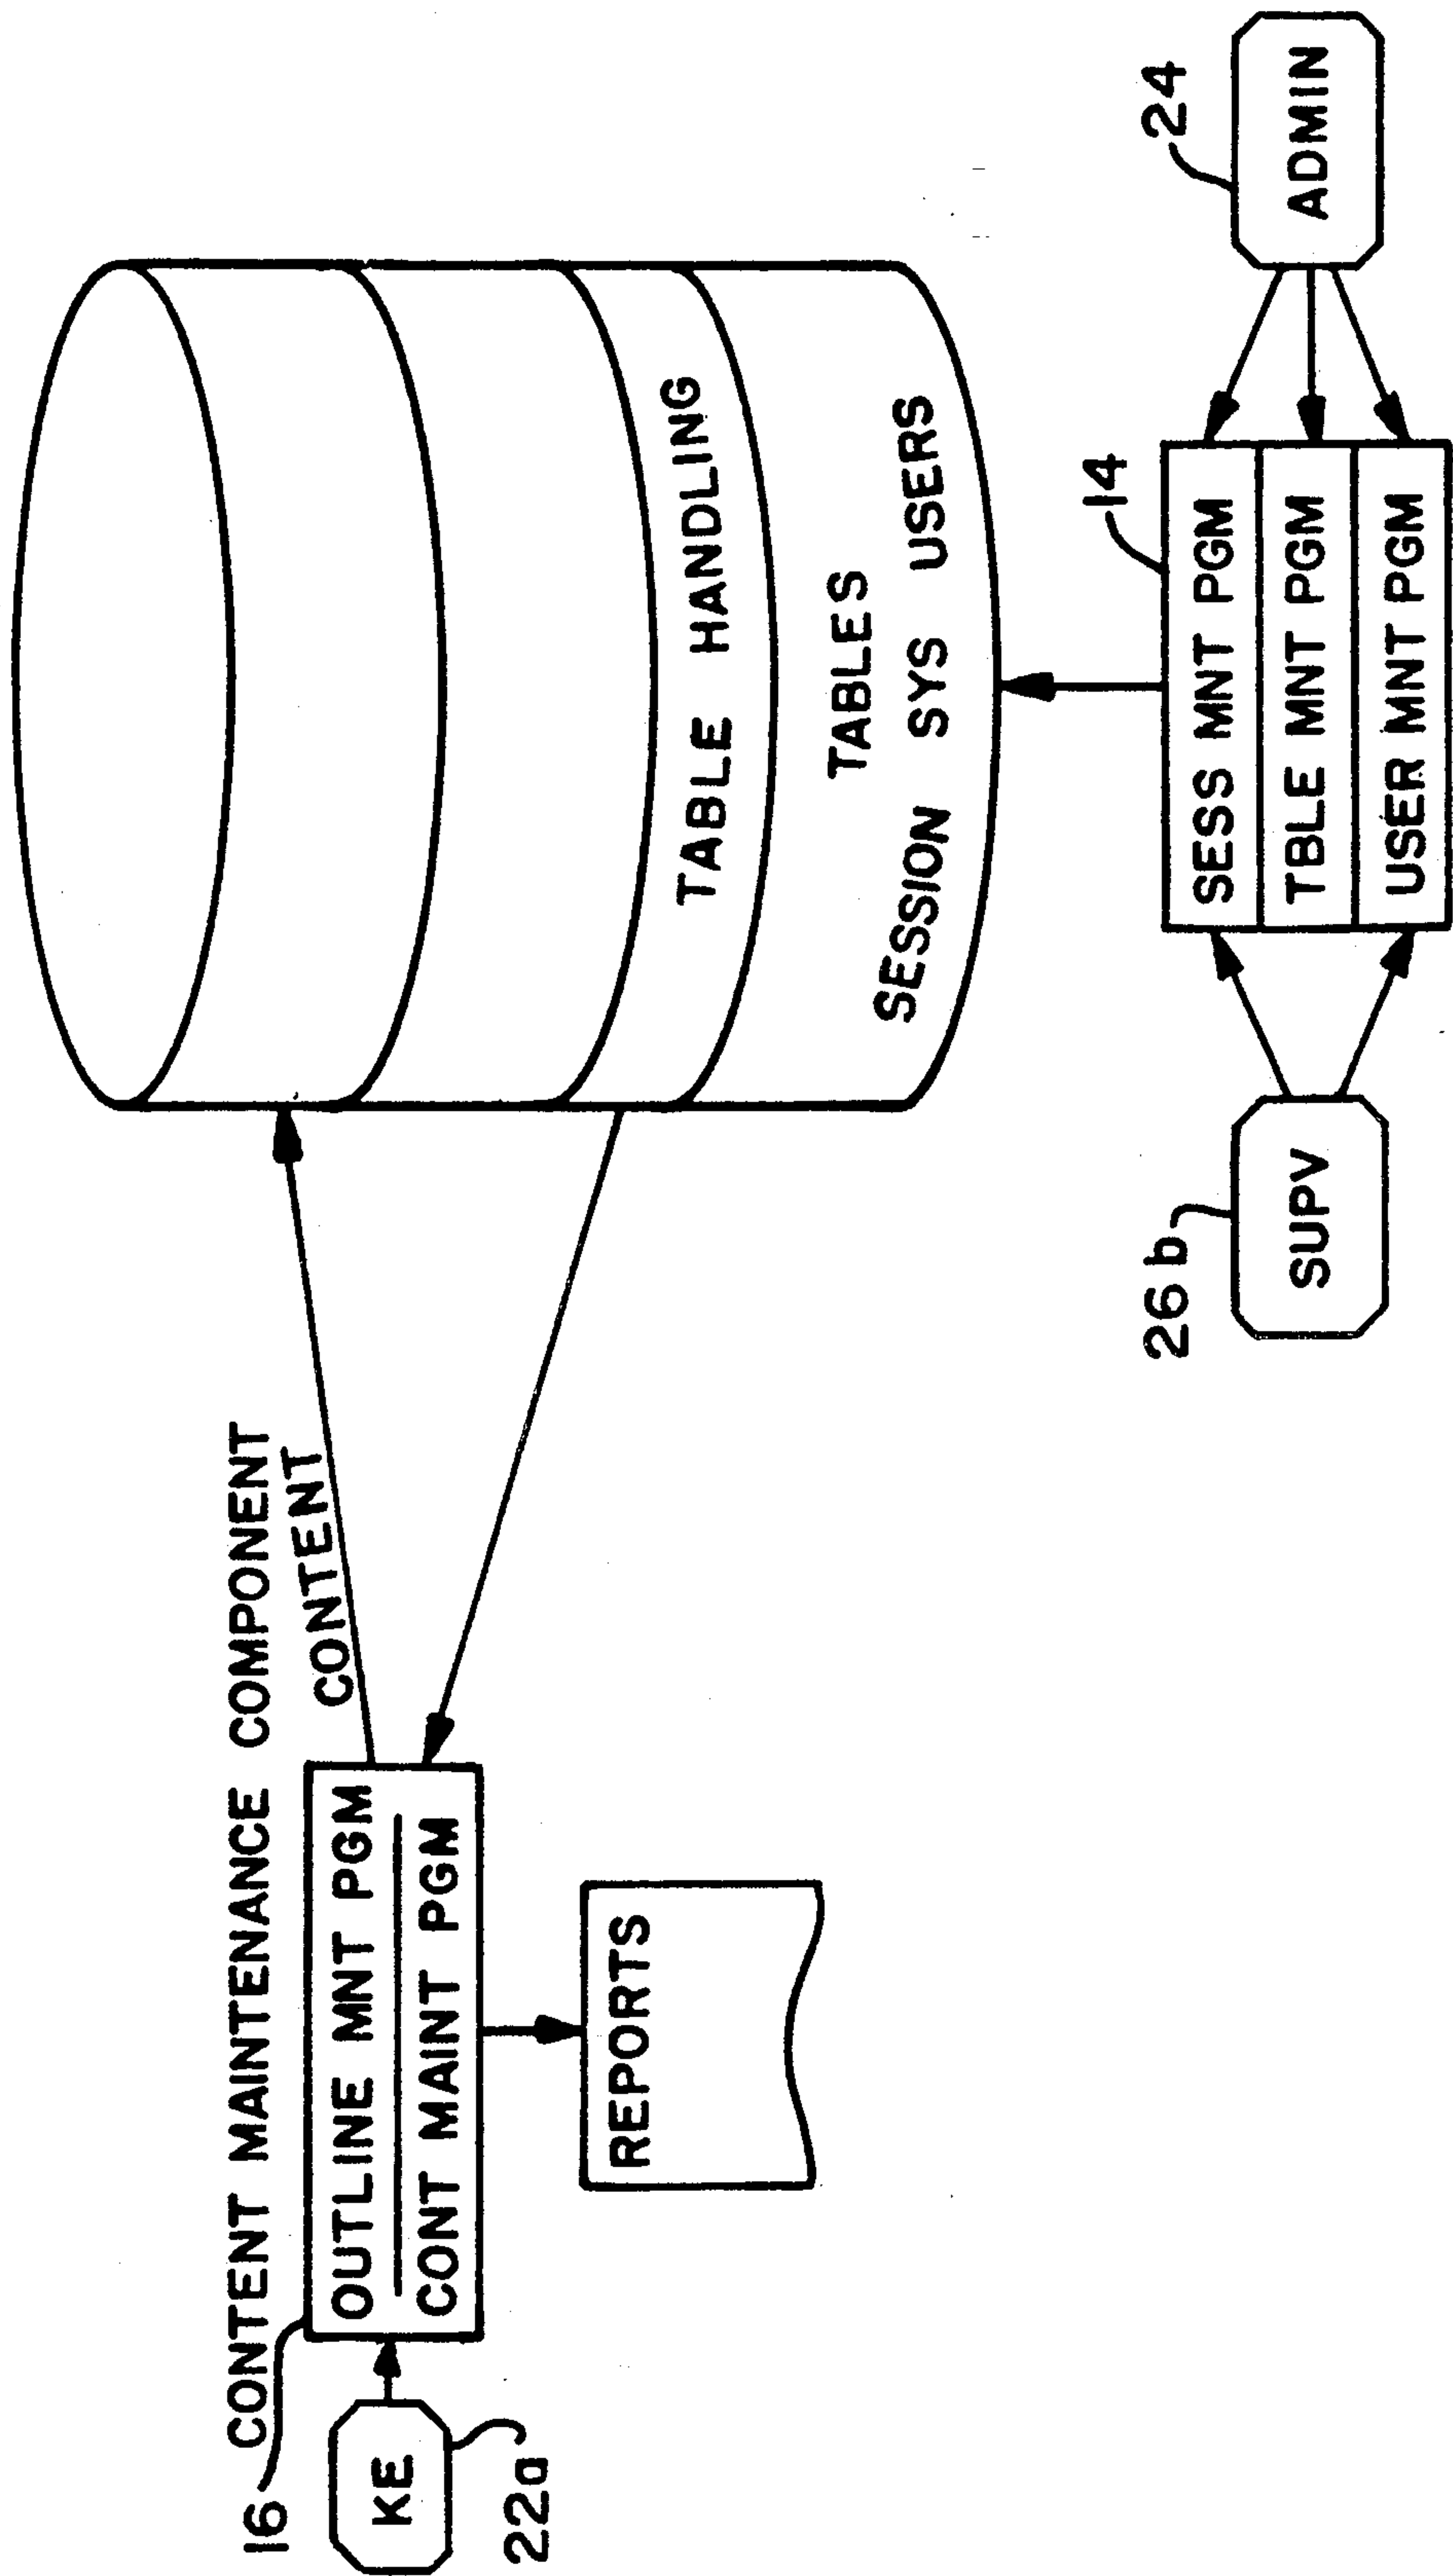 CONTENT MAINTENANCE COMPONENT
16
CONTENT
OUTLINE MNT PGM
CONT MAINT PGM
KE
22a
REPORTS
TABLE HANDLING
TABLES
SESSION SYS USERS
14
24
26b
SESS MNT PGM
TBLE MNT PGM
USER MNT PGM
SUPV
ADMIN